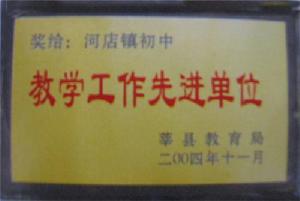 奖给：河店镇初中
教学工作先进单位
莘县教育局
二00四年十一月